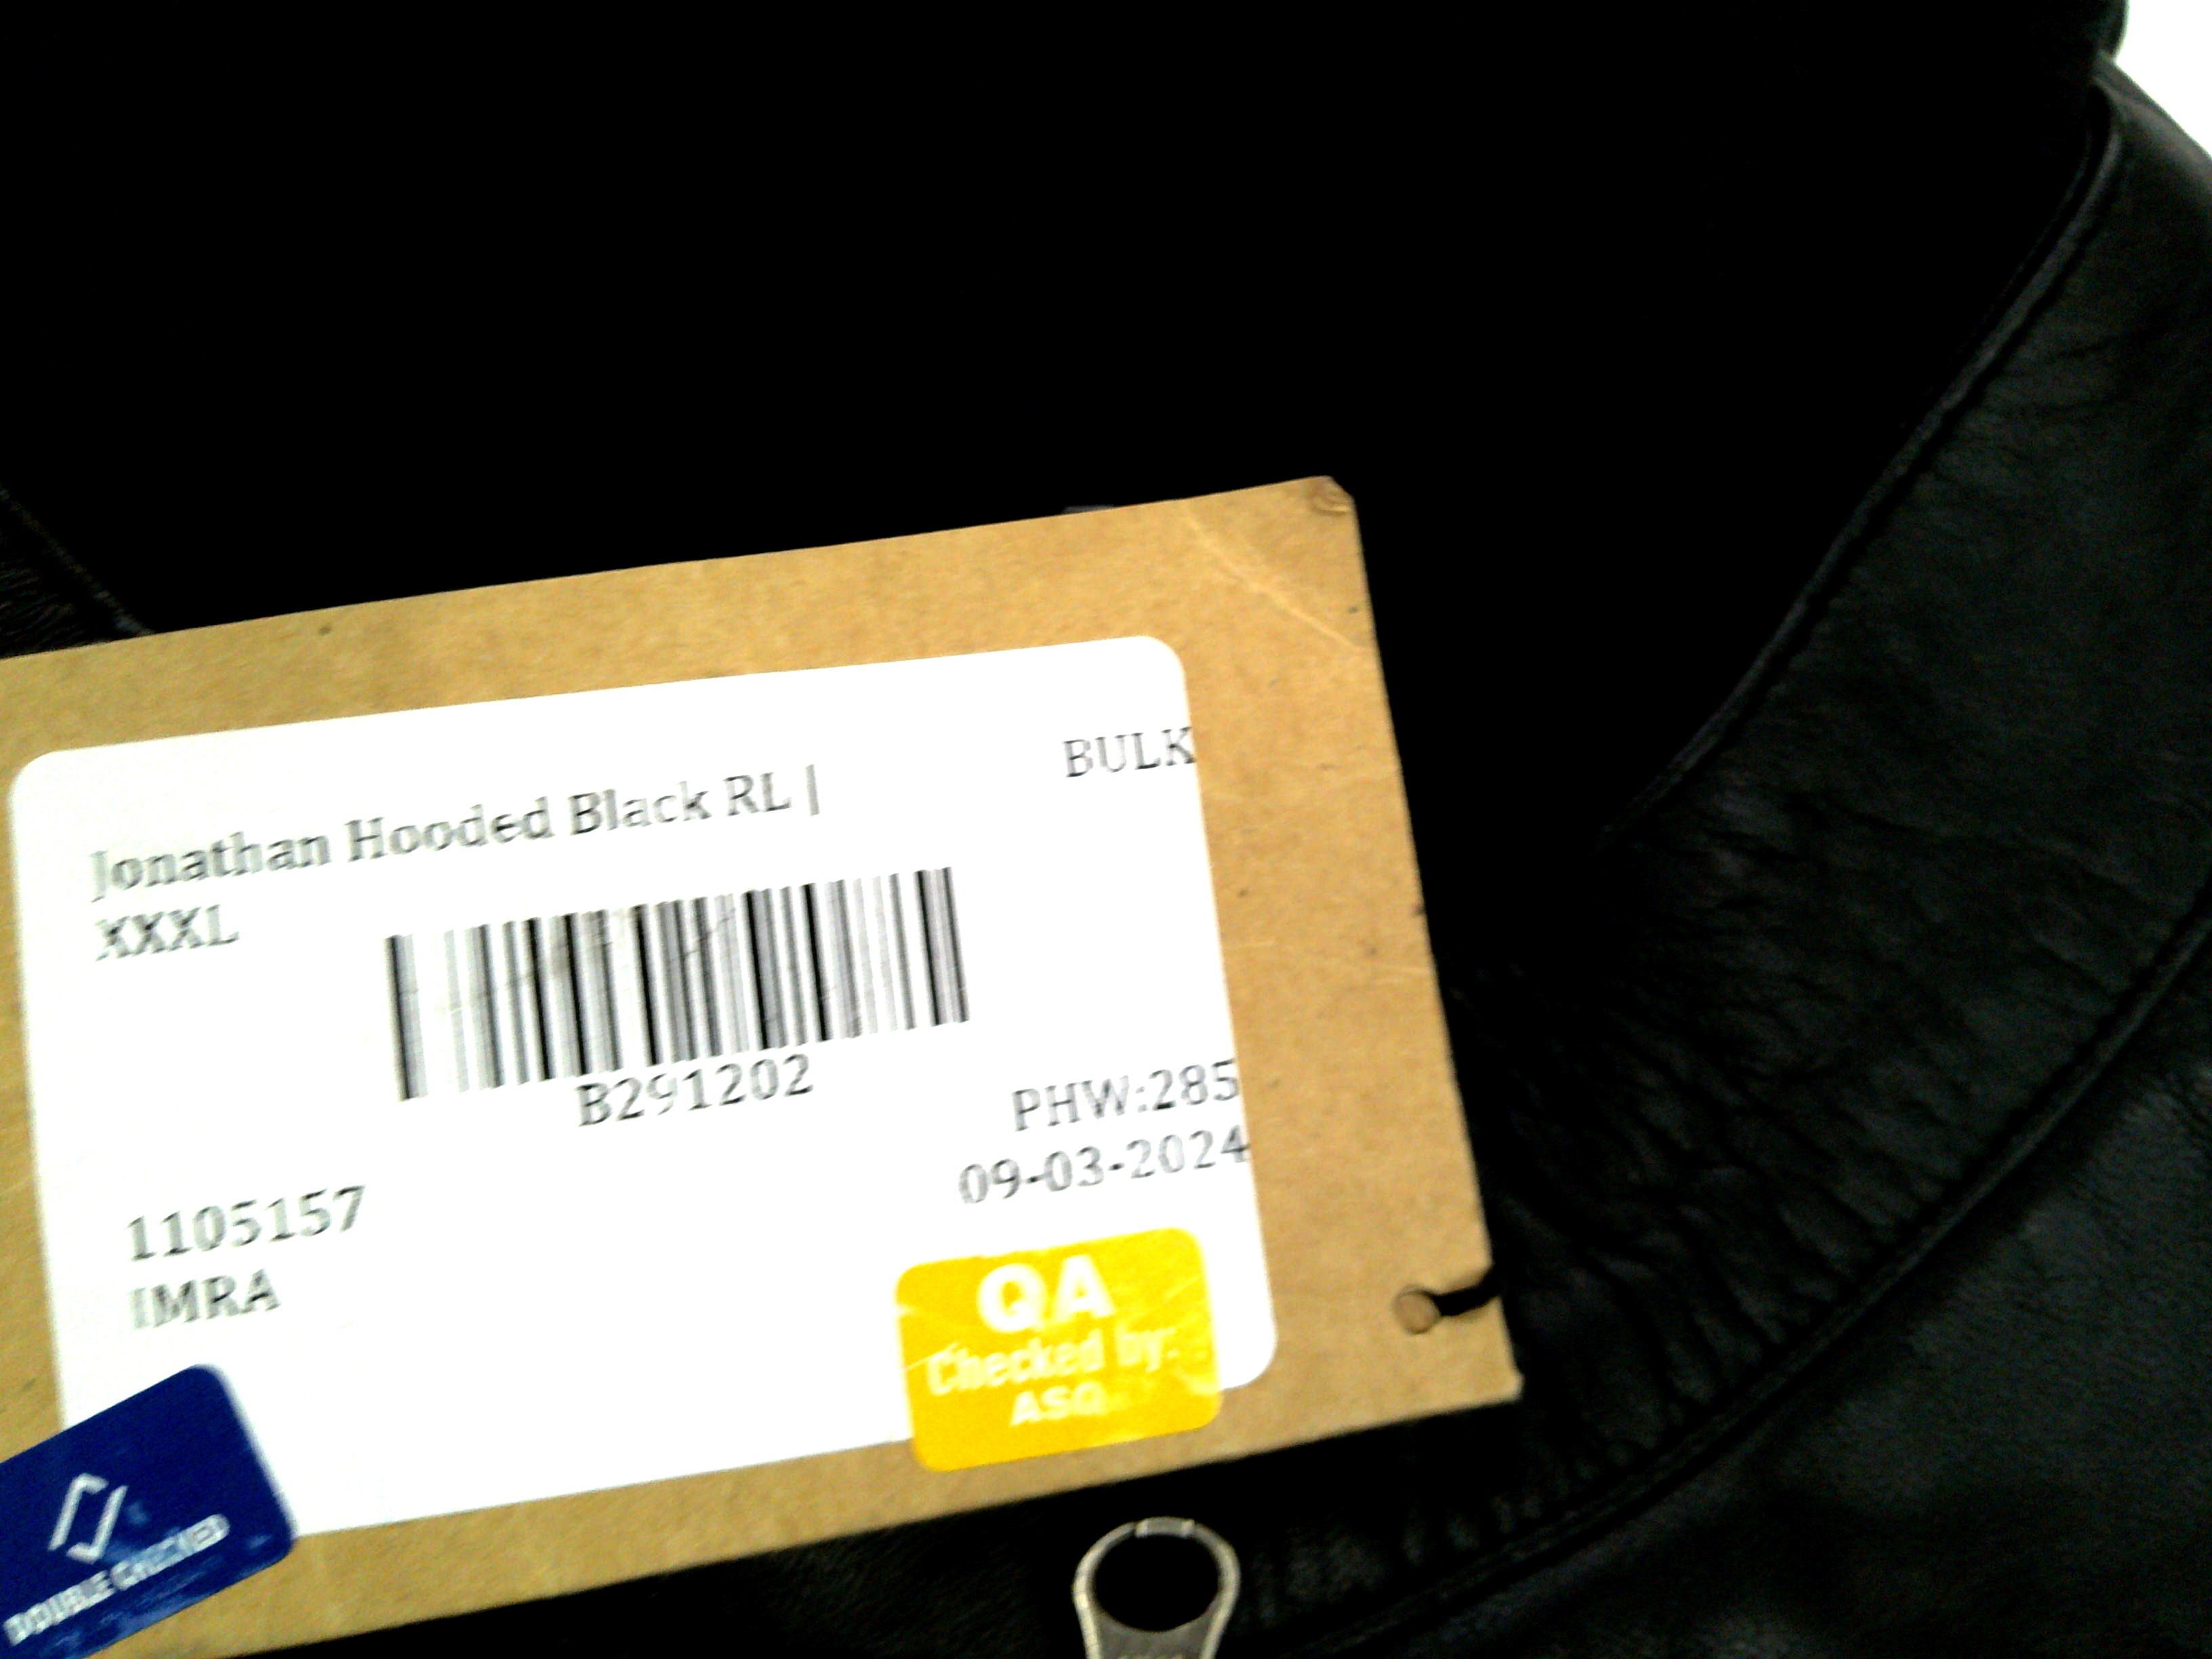 BULK
Jonathan Hooded Black RL |
XXXL
B291202
PHW:285
09-03-2024
1105157
IMRA
QA
Checked by:
ASQ
DOUBLE CHECKED